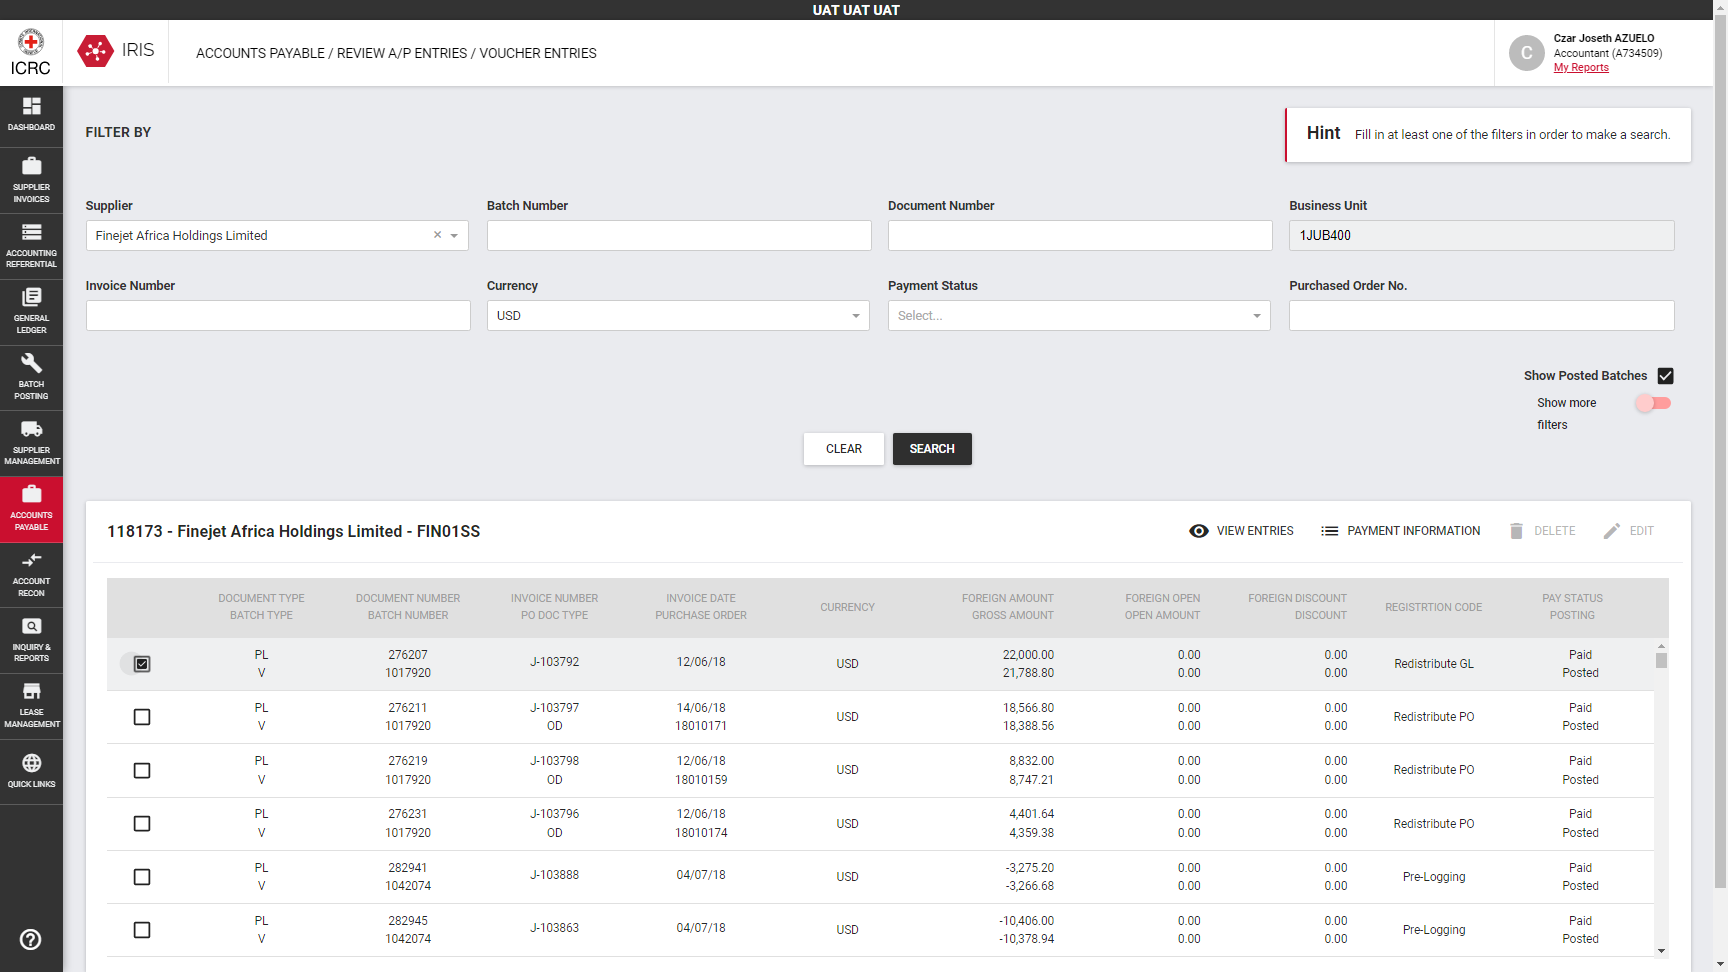 UAT UAT UAT
ICRC
IRIS
ACCOUNTS PAYABLE / REVIEW A/P ENTRIES / VOUCHER ENTRIES
C
Czar Joseth AZUELO
Accountant (A734509)
My Reports
DASHBOARD
SUPPLIER
INVOICES
ACCOUNTING
REFERENTIAL
GENERAL
LEDGER
BATCH
POSTING
SUPPLIER
MANAGEMENT
ACCOUNTS
PAYABLE
ACCOUNT
RECON
INQUIRY &
REPORTS
LEASE
MANAGEMENT
QUICK LINKS
FILTER BY
Hint Fill in at least one of the filters in order to make a search.
Supplier Batch Number Document Number Business Unit
Finejet Africa Holdings Limited 1JUB400
Invoice Number Currency Payment Status Purchased Order No.
USD Select...
Show Posted Batches
Show more
filters
CLEAR SEARCH
118173 - Finejet Africa Holdings Limited - FIN01SS VIEW ENTRIES PAYMENT INFORMATION DELETE EDIT
DOCUMENT TYPE DOCUMENT NUMBER INVOICE NUMBER INVOICE DATE CURRENCY FOREIGN AMOUNT FOREIGN OPEN FOREIGN DISCOUNT REGISTRTION CODE PAY STATUS
BATCH TYPE BATCH NUMBER PO DOC TYPE PURCHASE ORDER GROSS AMOUNT OPEN AMOUNT DISCOUNT POSTING
PL 276207 J-103792 12/06/18 USD 22,000.00 0.00 0.00 Redistribute GL Paid
V 1017920 21,788.80 0.00 0.00 Posted
PL 276211 J-103797 14/06/18 USD 18,566.80 0.00 0.00 Redistribute PO Paid
V 1017920 OD 18010171 18,388.56 0.00 0.00 Posted
PL 276219 J-103798 12/06/18 USD 8,832.00 0.00 0.00 Redistribute PO Paid
V 1017920 OD 18010159 8,747.21 0.00 0.00 Posted
PL 276231 J-103796 12/06/18 USD 4,401.64 0.00 0.00 Redistribute PO Paid
V 1017920 OD 18010174 4,359.38 0.00 0.00 Posted
PL 282941 J-103888 04/07/18 USD -3,275.20 0.00 0.00 Pre-Logging Paid
V 1042074 -3,266.68 0.00 0.00 Posted
PL 282945 J-103863 04/07/18 USD -10,406.00 0.00 0.00 Pre-Logging Paid
V 1042074 -10,378.94 0.00 0.00 Posted